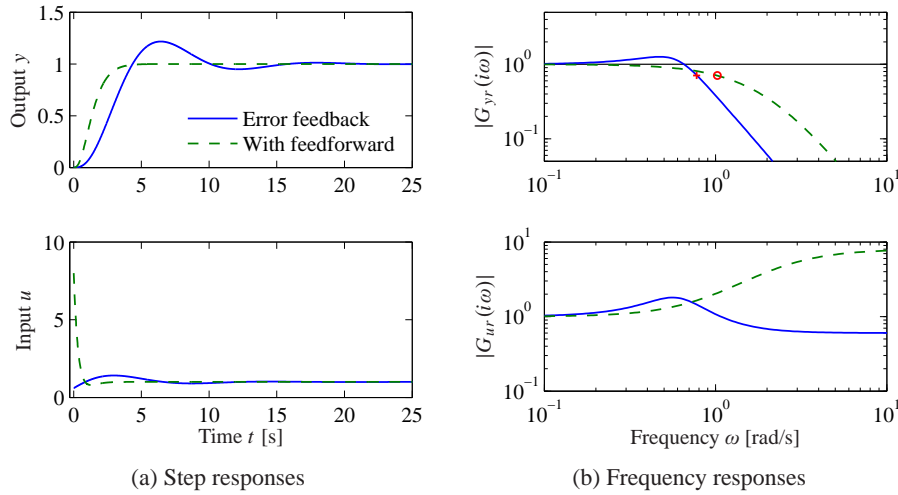 Output y
1.5
1
0.5
0
0 5 10 15 20 25
Error feedback
With feedforward
Input u
10
5
0
0 5 10 15 20 25
Time t [s]
(a) Step responses
|G_yr(iω)|
10^0
10^−1
10^−1 10^0 10^1
|G_ur(iω)|
10^1
10^0
10^−1
10^−1 10^0 10^1
Frequency ω [rad/s]
(b) Frequency responses